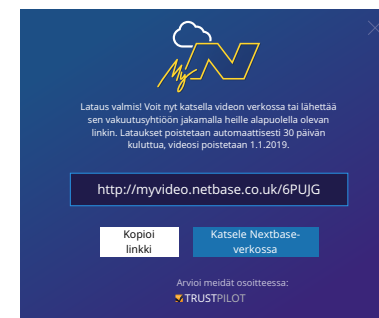 My N
Lataus valmis! Voit nyt katsella videon verkossa tai lähettää
sen vakuutusyhtiöön jakamalla heille alapuolella olevan
linkin. Lataukset poistetaan automaattisesti 30 päivän
kuluttua, videosi poistetaan 1.1.2019.
http://myvideo.netbase.co.uk/6PUJG
Kopioi
linkki
Katsele Nextbase-
verkossa
Arvioi meidät osoitteessa:
TRUSTPILOT